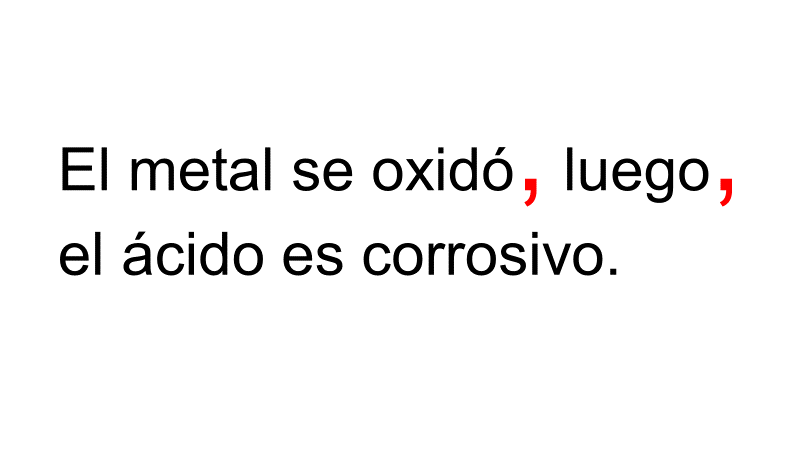 El metal se oxidó, luego,
el ácido es corrosivo.